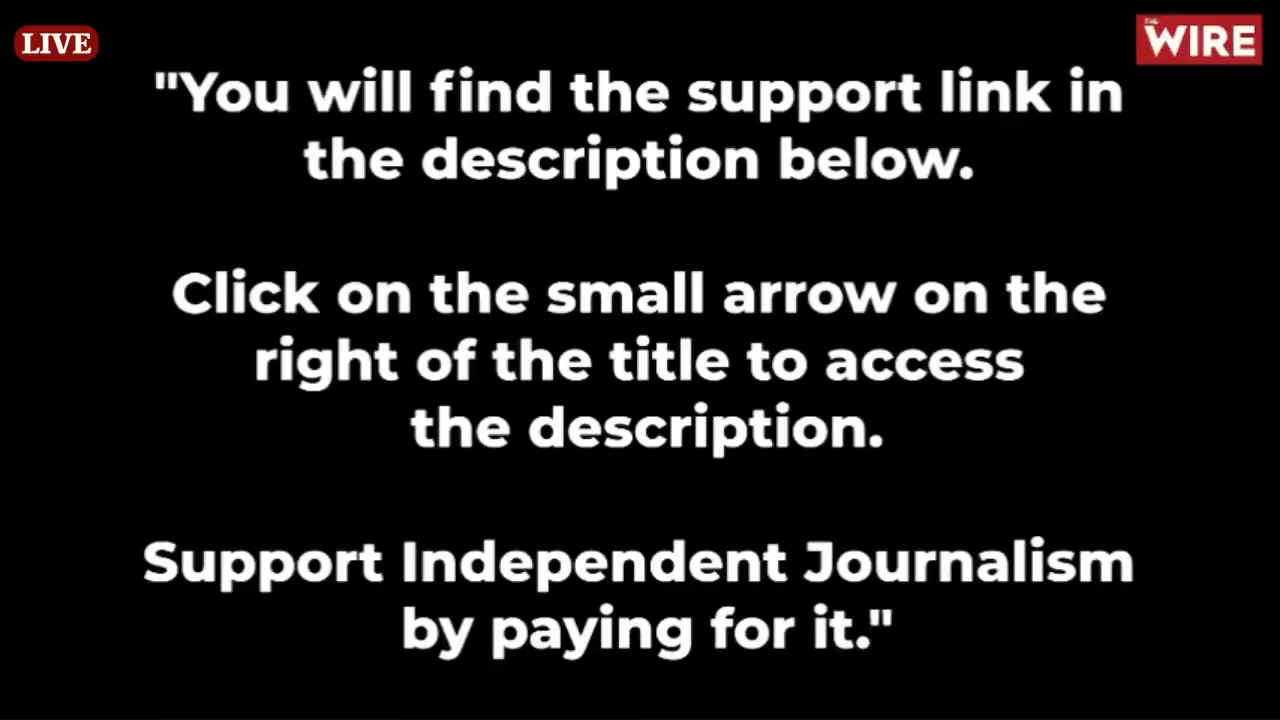 LIVE
THE
WIRE
"You will find the support link in
the description below.
Click on the small arrow on the
right of the title to access
the description.
Support Independent Journalism
by paying for it."